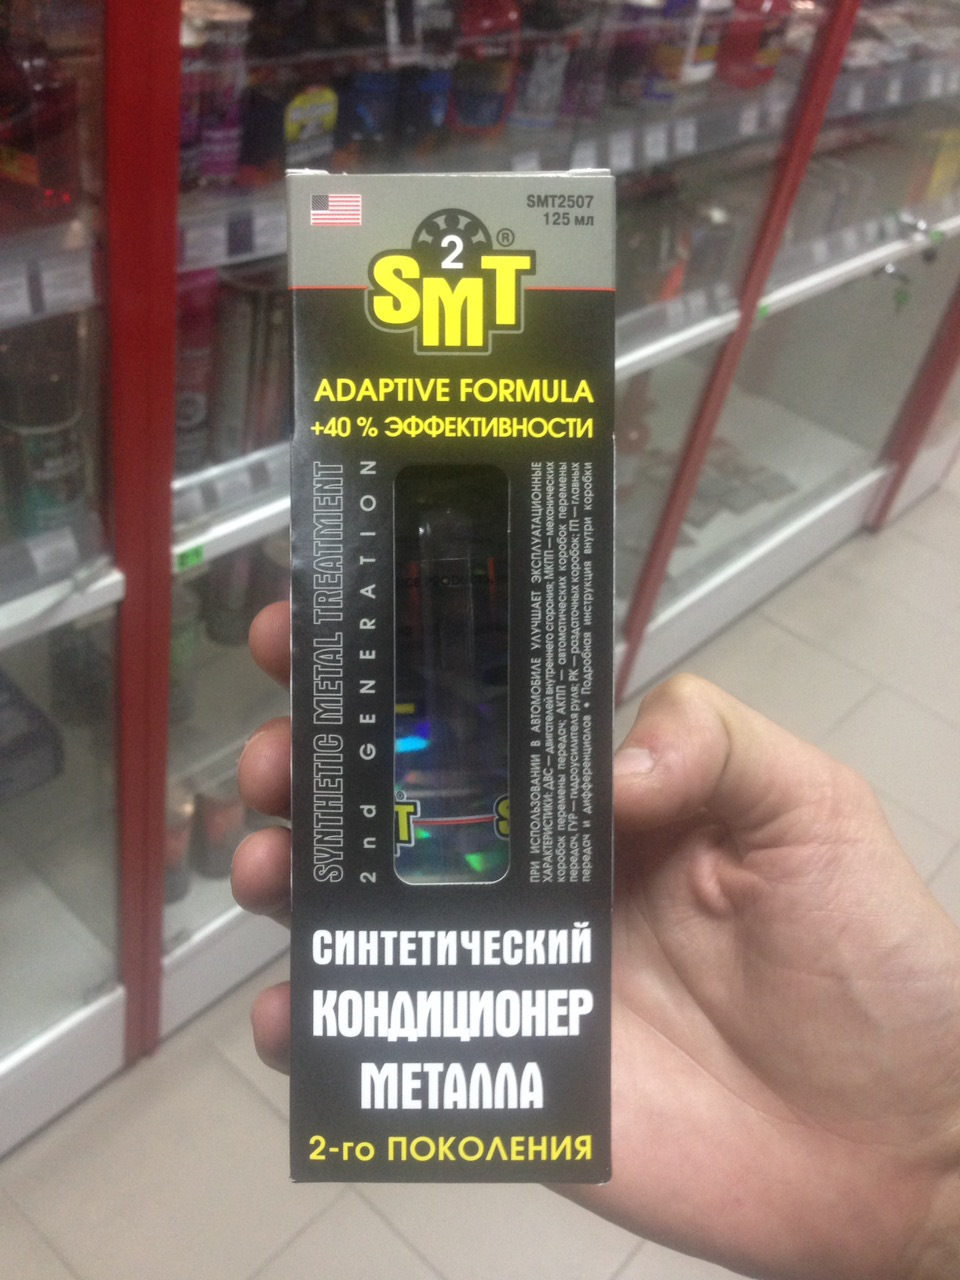 SMT2507
125 мл
2
SMT®
ADAPTIVE FORMULA
+40 % ЭФФЕКТИВНОСТИ
SYNTHETIC METAL TREATMENT
2nd GENERATION
ПРИ ИСПОЛЬЗОВАНИИ В АВТОМОБИЛЕ УЛУЧШАЕТ ЭКСПЛУАТАЦИОННЫЕ
ХАРАКТЕРИСТИКИ: ДВС — двигателей внутреннего сгорания; МКПП — механических
коробок перемены передач; АКПП — автоматических коробок перемены
передач, ГУР — гидроусилителя руля; РК — раздаточных коробок; ГП — главных
передач и дифференциалов • Подробная инструкция внутри коробки
T
S
СИНТЕТИЧЕСКИЙ
КОНДИЦИОНЕР
МЕТАЛЛА
2-го ПОКОЛЕНИЯ